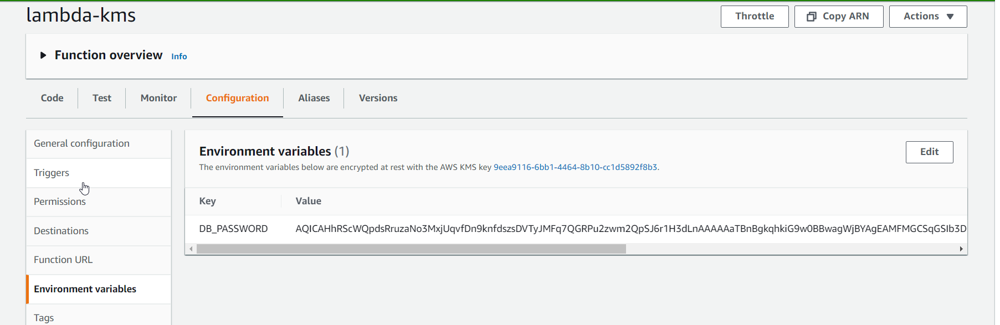 lambda-kms
Throttle
Copy ARN
Actions
Function overview Info
Code
Test
Monitor
Configuration
Aliases
Versions
General configuration
Triggers
Permissions
Destinations
Function URL
Environment variables
Tags
Environment variables (1)
Edit
The environment variables below are encrypted at rest with the AWS KMS key 9eea9116-6bb1-4464-8b10-cc1d5892f8b3.
Key Value
DB_PASSWORD AQICAHhRScWQpdsRruzaNo3MxjUqvfDn9knfdszsDVTyJMFq7QGRPu2zwm2QpSJ6r1H3dLnAAAAAaTBnBgkqhkiG9w0BBwagWjBYAgEAMFMGCSqGSIb3D